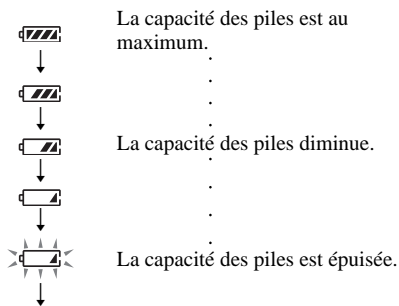 La capacité des piles est au
maximum.
La capacité des piles diminue.
La capacité des piles est épuisée.